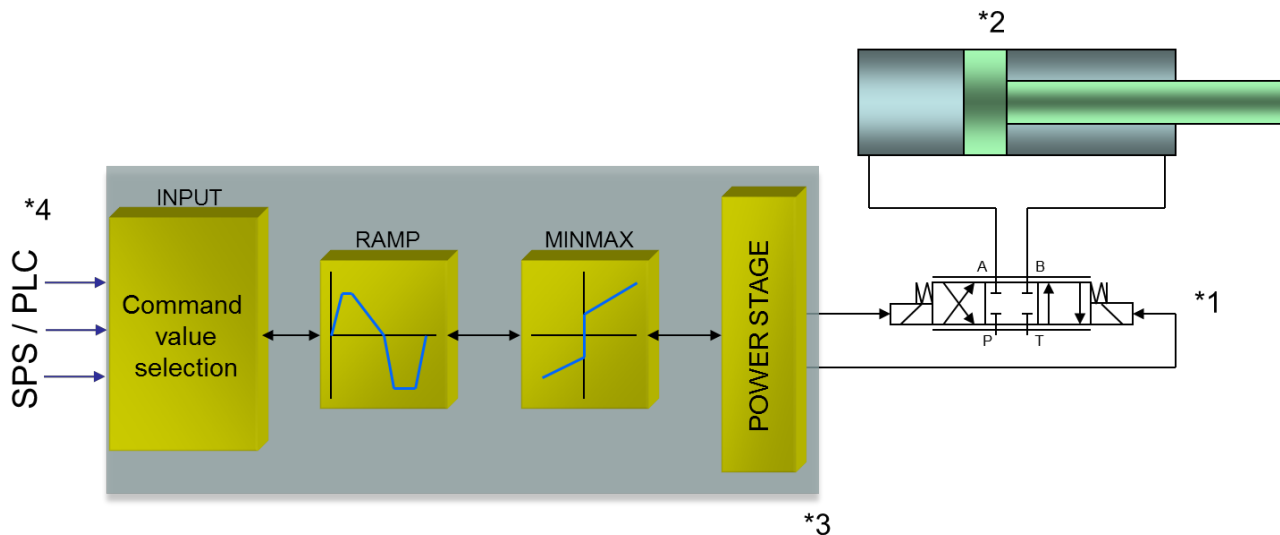 *2
INPUT
*4
RAMP
MINMAX
SPS / PLC
Command
value
selection
POWER STAGE
A
B
*1
P
T
*3